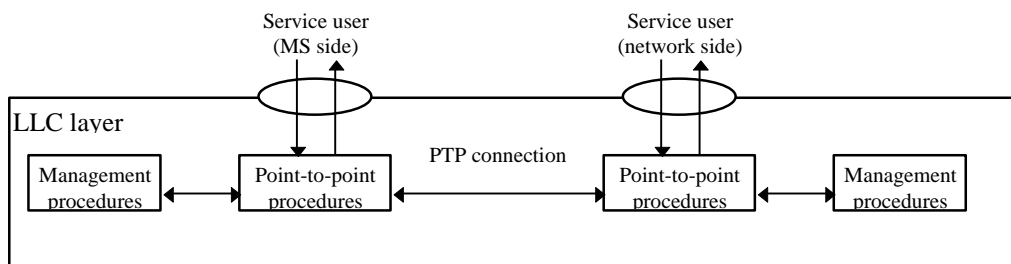 Service user
(MS side)
Service user
(network side)
LLC layer
PTP connection
Management
procedures
Point-to-point
procedures
Point-to-point
procedures
Management
procedures